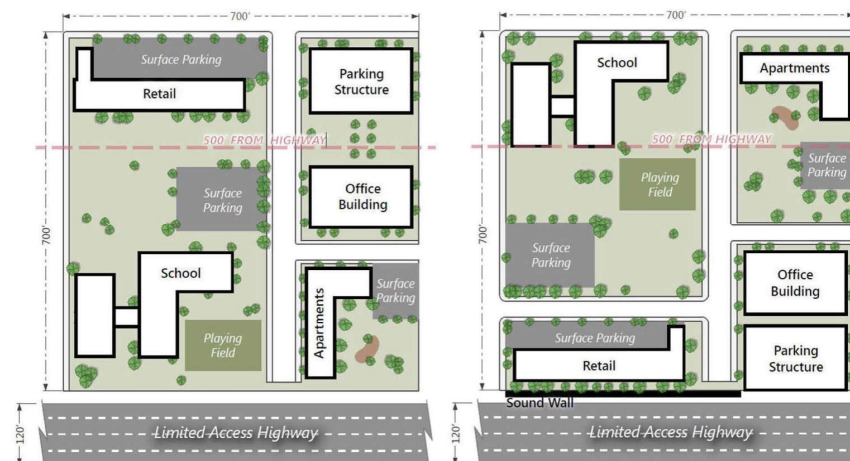 700'
Surface Parking
Retail
Parking
Structure
500 FROM HIGHWAY
700'
Surface
Parking
Office
Building
School
Surface
Parking
Apartments
Playing
Field
120'
Limited Access Highway
700'
School
Apartments
500 FROM HIGHWAY
Surface
Parking
Playing
Field
700'
Surface
Parking
Office
Building
Surface Parking
Retail
Parking
Structure
Sound Wall
120'
Limited Access Highway